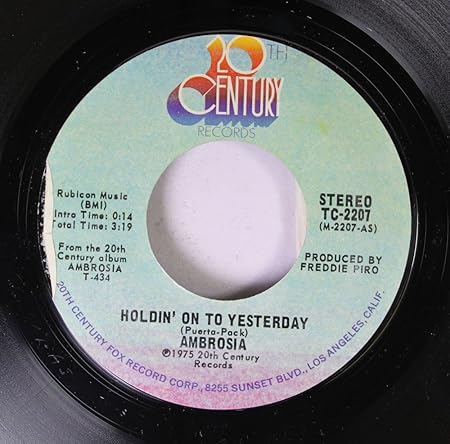 20TH
CENTURY
RECORDS
Rubicon Music
(BMI)
Intro Time: 0:14
Total Time: 3:19
From the 20th
Century album
AMBROSIA
T-434
STEREO
TC-2207
(M-2207-AS)
PRODUCED BY
FREDDIE PIRO
HOLDIN' ON TO YESTERDAY
(Puerta-Pack)
AMBROSIA
℗1975 20th Century
Records
20TH CENTURY FOX RECORD CORP., 8255 SUNSET BLVD., LOS ANGELES, CALIF.